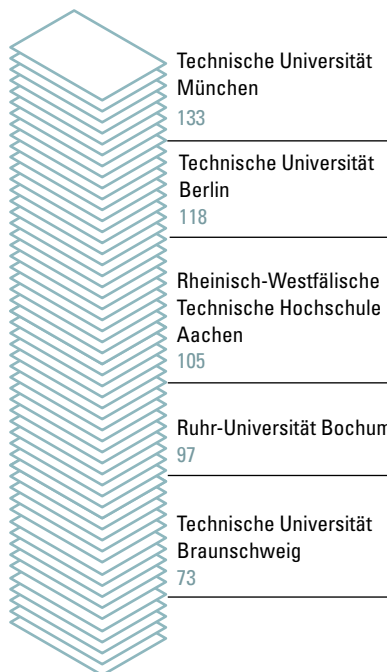 Technische Universität
München
133
Technische Universität
Berlin
118
Rheinisch-Westfälische
Technische Hochschule
Aachen
105
Ruhr-Universität Bochum
97
Technische Universität
Braunschweig
73